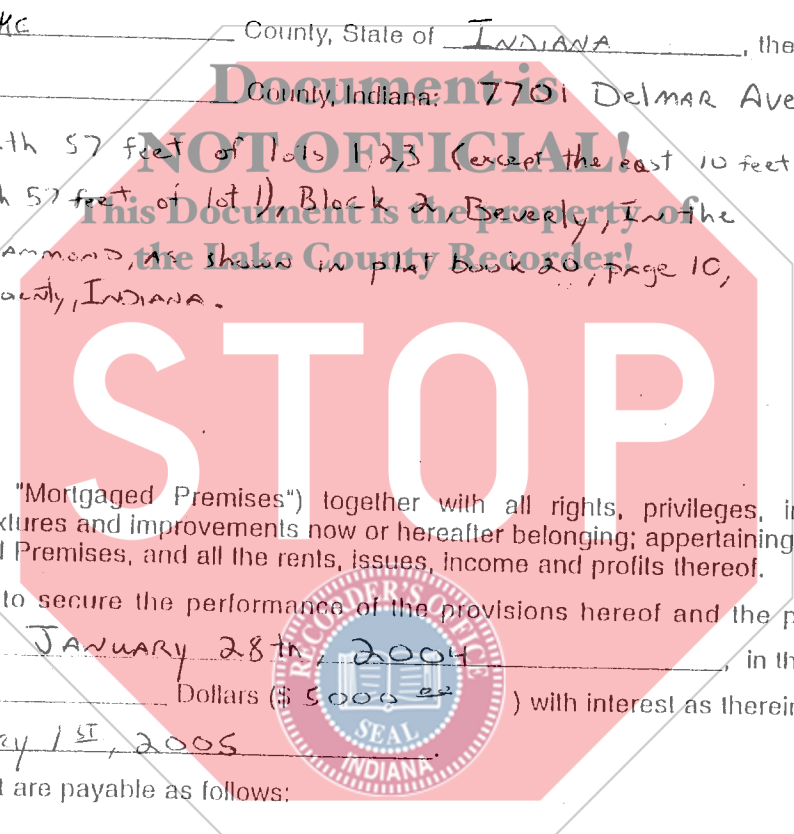 County, State of INDIANA, the
County, Indiana: 7701 Delmar Ave
th 57 feet of lots 1,2,3 (except the east 10 feet
h 57 feet of lot 1), Block 2, Beverly, In the
ammond, as shown in plat book 20, page 10,
ounty, INDIANA.
Document is
NOT OFFICIAL!
This Document is the property of
the Lake County Recorder!
STOP
"Mortgaged Premises") together with all rights, privileges, i
xtures and improvements now or hereafter belonging; appertaining
l Premises, and all the rents, issues, income and profits thereof.
to secure the performance of the provisions hereof and the p
JANUARY 28th, 2004, in th
Dollars ($ 5000 00) with interest as therein
ry 1ST, 2005.
t are payable as follows:
RECORDER'S OFFICE
SEAL
INDIANA